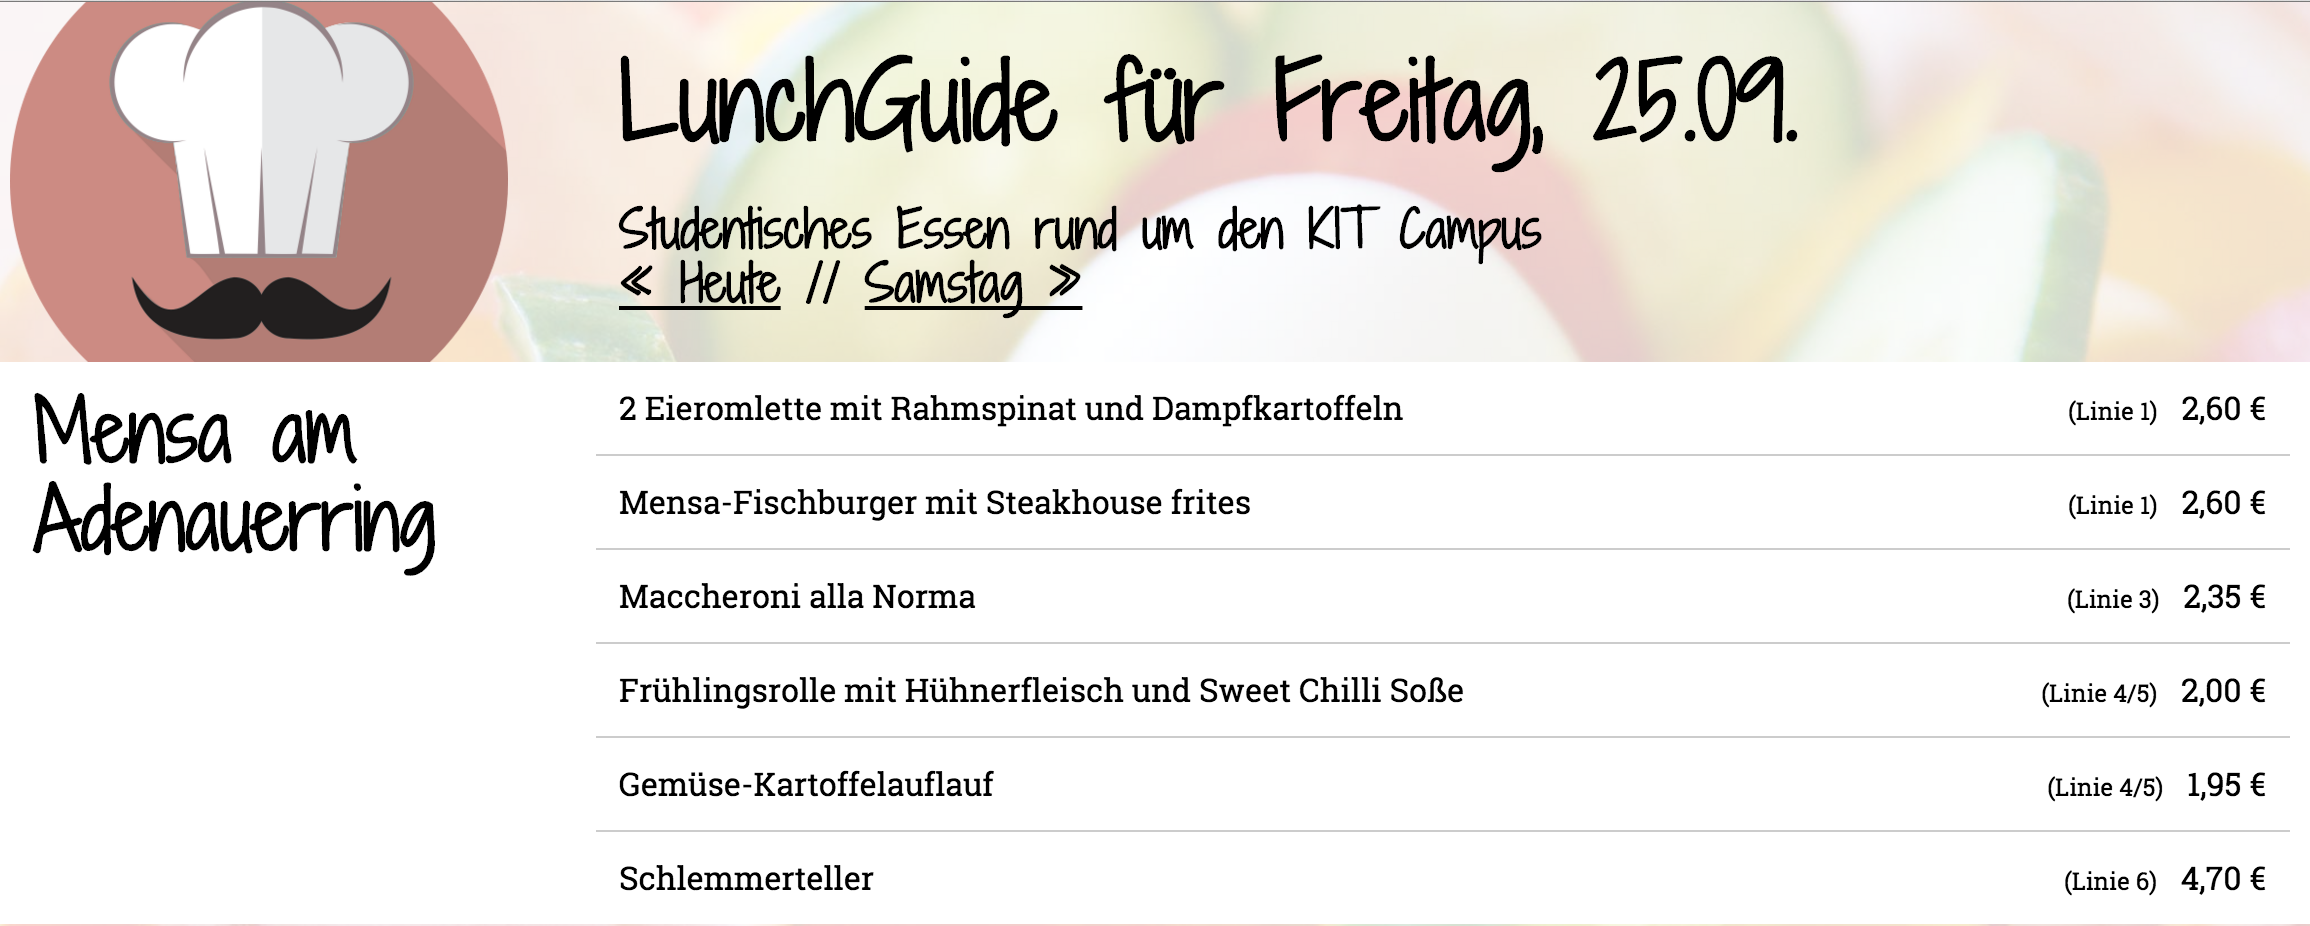 LunchGuide für Freitag, 25.09.
Studentisches Essen rund um den KIT Campus
« Heute // Samstag »
Mensa am
Adenauerring
2 Eieromlette mit Rahmspinat und Dampfkartoffeln (Linie 1) 2,60 €
Mensa-Fischburger mit Steakhouse frites (Linie 1) 2,60 €
Maccheroni alla Norma (Linie 3) 2,35 €
Frühlingsrolle mit Hühnerfleisch und Sweet Chilli Soße (Linie 4/5) 2,00 €
Gemüse-Kartoffelauflauf (Linie 4/5) 1,95 €
Schlemmerteller (Linie 6) 4,70 €